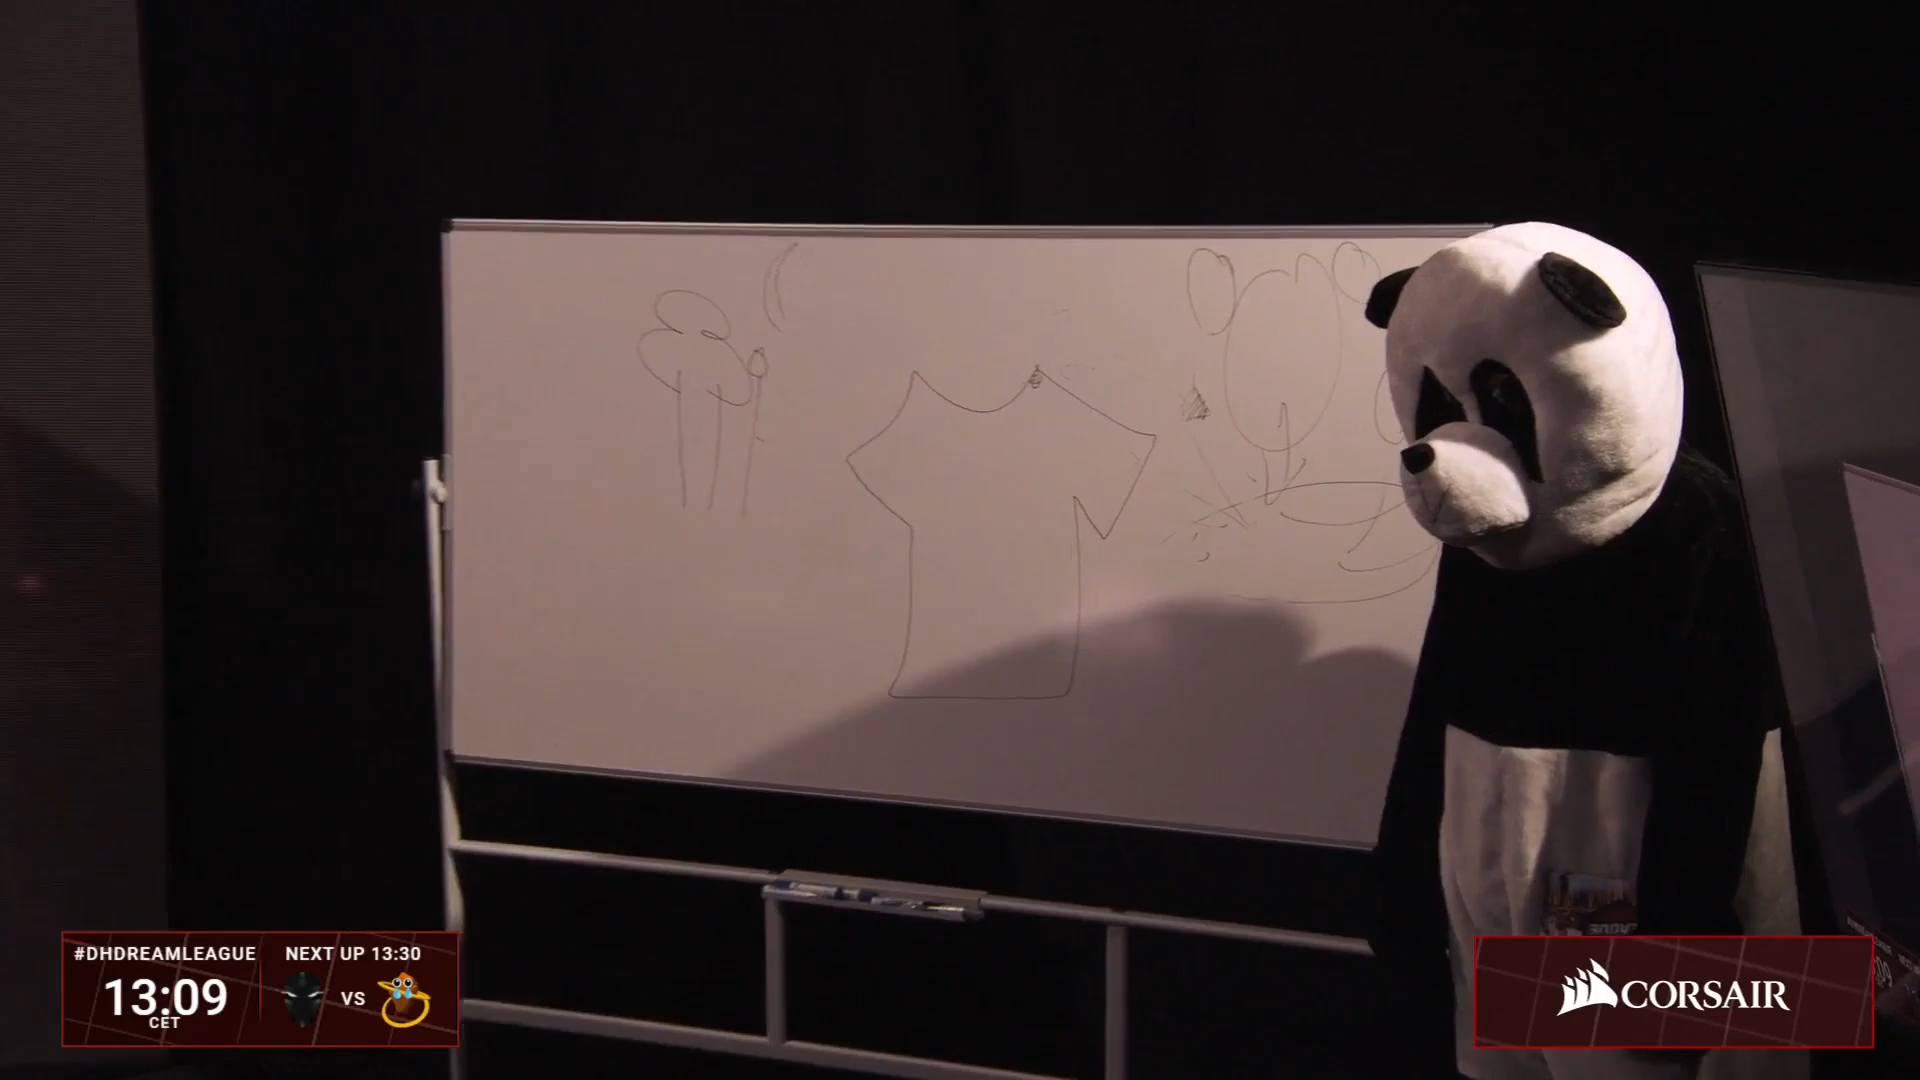 #DHDREAMLEAGUE
13:09
CET
NEXT UP 13:30
VS
CORSAIR